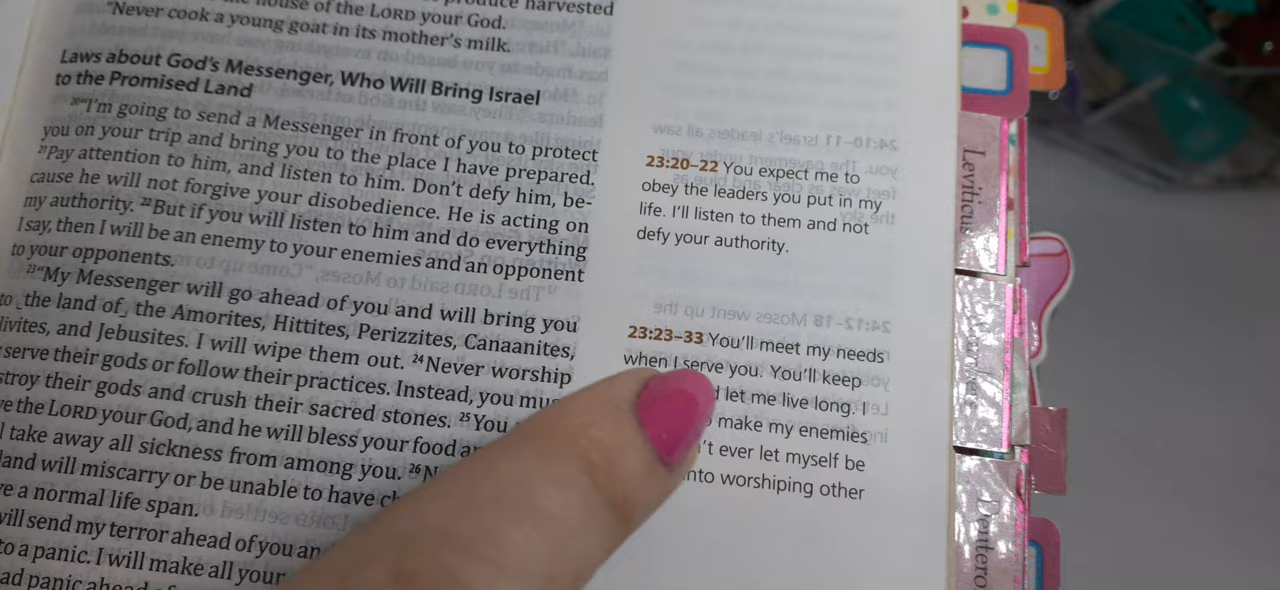 house of the LORD your God.
harvested
"Never cook a young goat in its mother's milk.
Laws about God's Messenger, Who Will Bring Israel
to the Promised Land
20"I'm going to send a Messenger in front of you to protect
you on your trip and bring you to the place I have prepared.
21Pay attention to him, and listen to him. Don't defy him, be-
cause he will not forgive your disobedience. He is acting on
my authority. 22But if you will listen to him and do everything
I say, then I will be an enemy to your enemies and an opponent
to your opponents.
23"My Messenger will go ahead of you and will bring you
to ⌞the land of⌟ the Amorites, Hittites, Perizzites, Canaanites,
and Jebusites. I will wipe them out. 24Never worship
serve their gods or follow their practices. Instead, you
their gods and crush their sacred stones. 25You
the LORD your God, and he will bless your food
take away all sickness from among you. 26
land will miscarry or be unable to have
a normal life span.
send my terror ahead of you
to a panic. I will make all your
panic ahead
23:20–22 You expect me to
obey the leaders you put in my
life. I'll listen to them and not
defy your authority.
23:23–33 You'll meet my needs
when I serve you. You'll keep
let me live long. I
make my enemies
ever let myself be
worshiping other
Leviticus
Numbers
Deutero